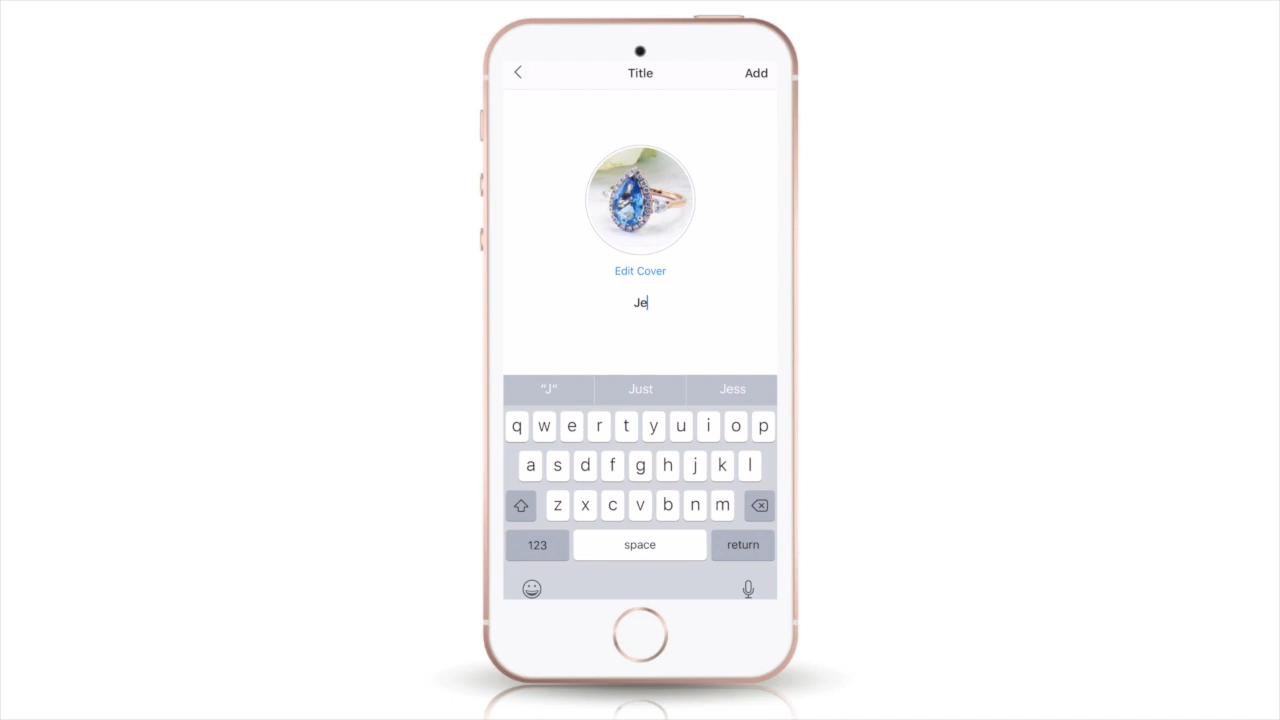 Title Add
Edit Cover
Je
"J" Just Jess
q w e r t y u i o p
a s d f g h j k l
z x c v b n m
123 space return